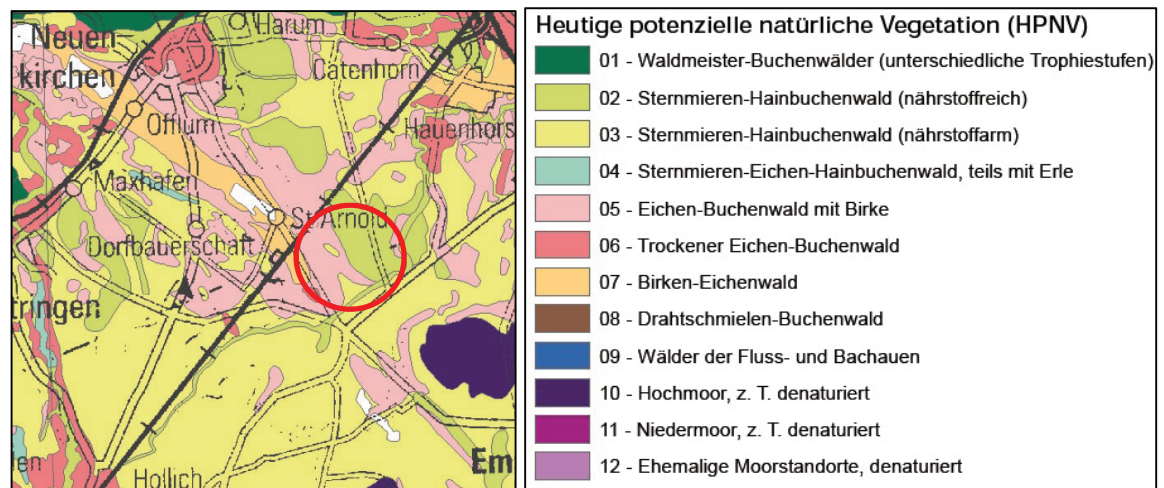 Neuen-
kirchen
Harum
Catenhorn
Offlum
Hauenhors
Maxhafen
St.Arnold
Dorfbauerschaft
tringen
len
Hollich
Em
Heutige potenzielle natürliche Vegetation (HPNV)
01 - Waldmeister-Buchenwälder (unterschiedliche Trophiestufen)
02 - Sternmieren-Hainbuchenwald (nährstoffreich)
03 - Sternmieren-Hainbuchenwald (nährstoffarm)
04 - Sternmieren-Eichen-Hainbuchenwald, teils mit Erle
05 - Eichen-Buchenwald mit Birke
06 - Trockener Eichen-Buchenwald
07 - Birken-Eichenwald
08 - Drahtschmielen-Buchenwald
09 - Wälder der Fluss- und Bachauen
10 - Hochmoor, z. T. denaturiert
11 - Niedermoor, z. T. denaturiert
12 - Ehemalige Moorstandorte, denaturiert